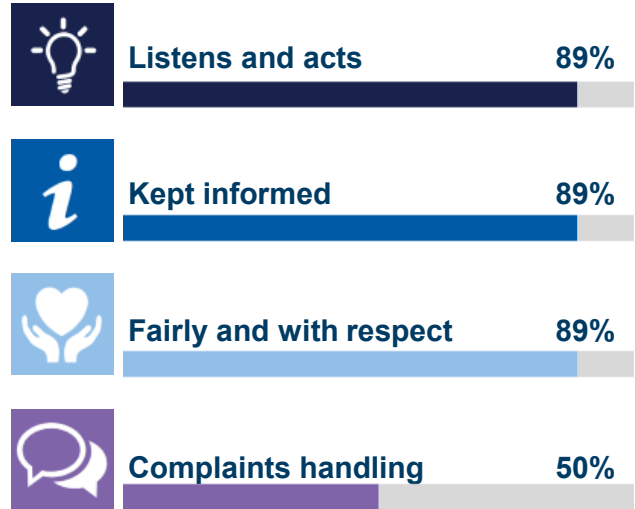 Listens and acts 89%
Kept informed 89%
Fairly and with respect 89%
Complaints handling 50%